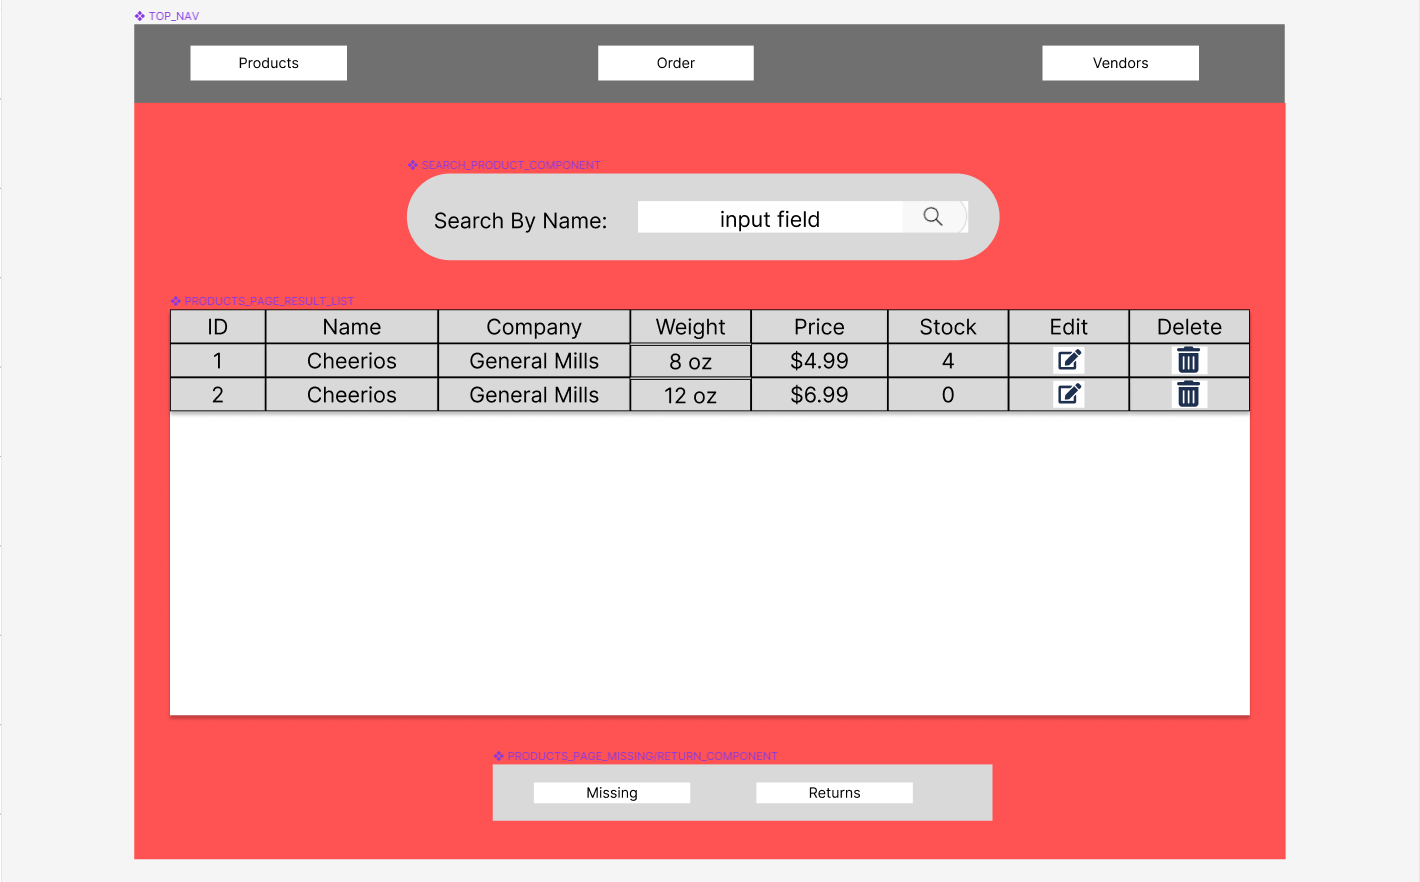 TOP_NAV
Products Order Vendors
SEARCH_PRODUCT_COMPONENT
Search By Name: input field
PRODUCTS_PAGE_RESULT_LIST
ID Name Company Weight Price Stock Edit Delete
1 Cheerios General Mills 8 oz $4.99 4
2 Cheerios General Mills 12 oz $6.99 0
PRODUCTS_PAGE_MISSING/RETURN_COMPONENT
Missing Returns